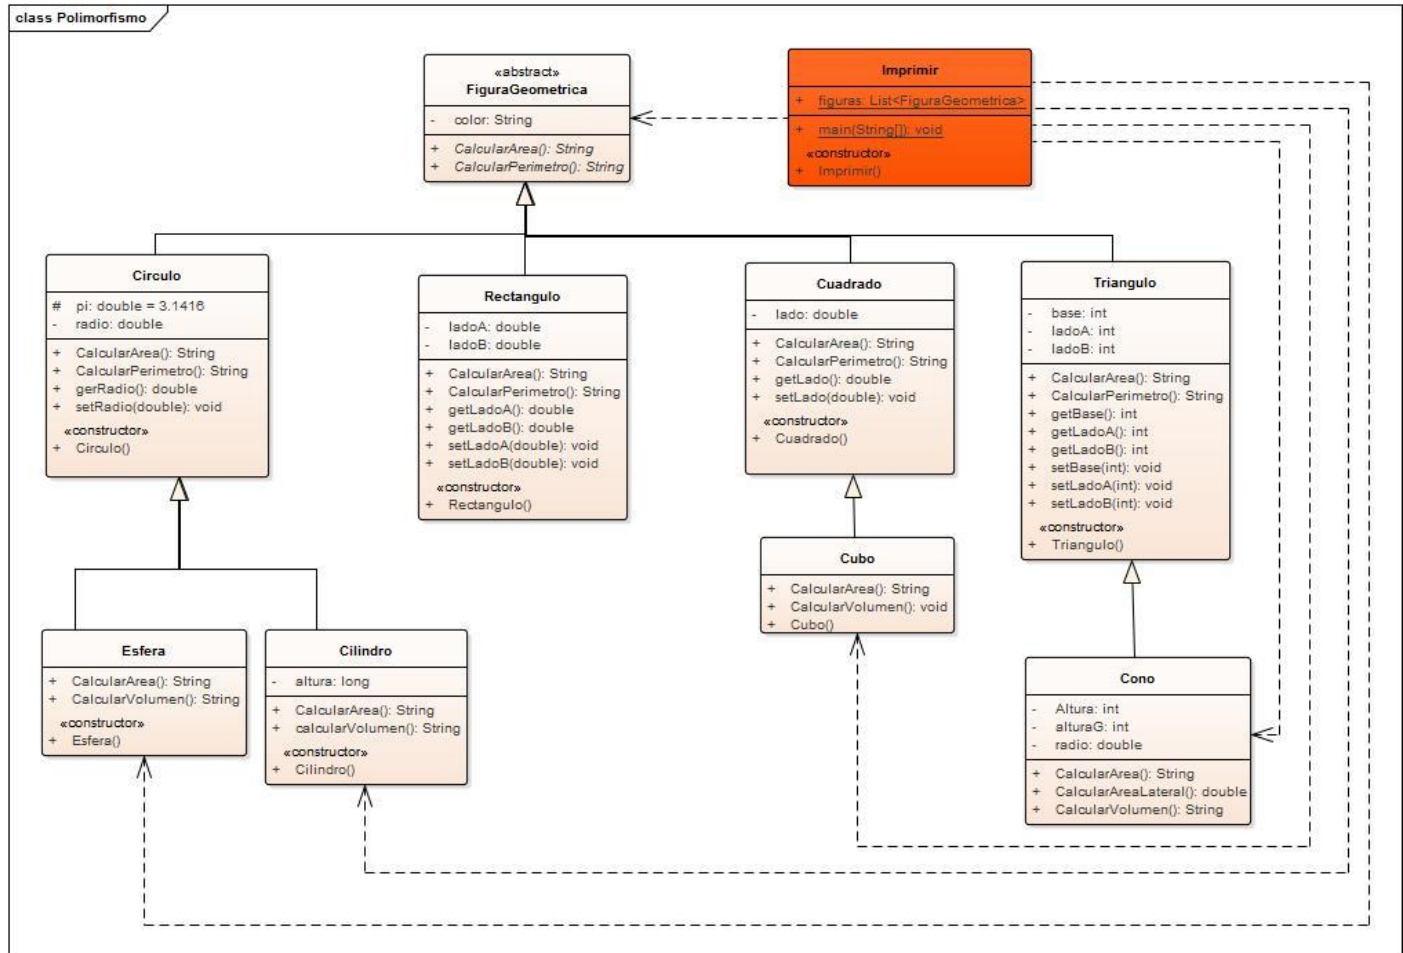 class Polimorfismo
«abstract»
FiguraGeometrica
- color: String
+ CalcularArea(): String
+ CalcularPerimetro(): String
Imprimir
+ figuras: List<FiguraGeometrica>
+ main(String[]): void
«constructor»
+ Imprimir()
Circulo
# pi: double = 3.1416
- radio: double
+ CalcularArea(): String
+ CalcularPerimetro(): String
+ gerRadio(): double
+ setRadio(double): void
«constructor»
+ Circulo()
Rectangulo
- ladoA: double
- ladoB: double
+ CalcularArea(): String
+ CalcularPerimetro(): String
+ getLadoA(): double
+ getLadoB(): double
+ setLadoA(double): void
+ setLadoB(double): void
«constructor»
+ Rectangulo()
Cuadrado
- lado: double
+ CalcularArea(): String
+ CalcularPerimetro(): String
+ getLado(): double
+ setLado(double): void
«constructor»
+ Cuadrado()
Triangulo
- base: int
- ladoA: int
- ladoB: int
+ CalcularArea(): String
+ CalcularPerimetro(): String
+ getBase(): int
+ getLadoA(): int
+ getLadoB(): int
+ setBase(int): void
+ setLadoA(int): void
+ setLadoB(int): void
«constructor»
+ Triangulo()
Cubo
+ CalcularArea(): String
+ CalcularVolumen(): void
+ Cubo()
Esfera
+ CalcularArea(): String
+ CalcularVolumen(): String
«constructor»
+ Esfera()
Cilindro
- altura: long
+ CalcularArea(): String
+ calcularVolumen(): String
«constructor»
+ Cilindro()
Cono
- Altura: int
- alturaG: int
- radio: double
+ CalcularArea(): String
+ CalcularAreaLateral(): double
+ CalcularVolumen(): String